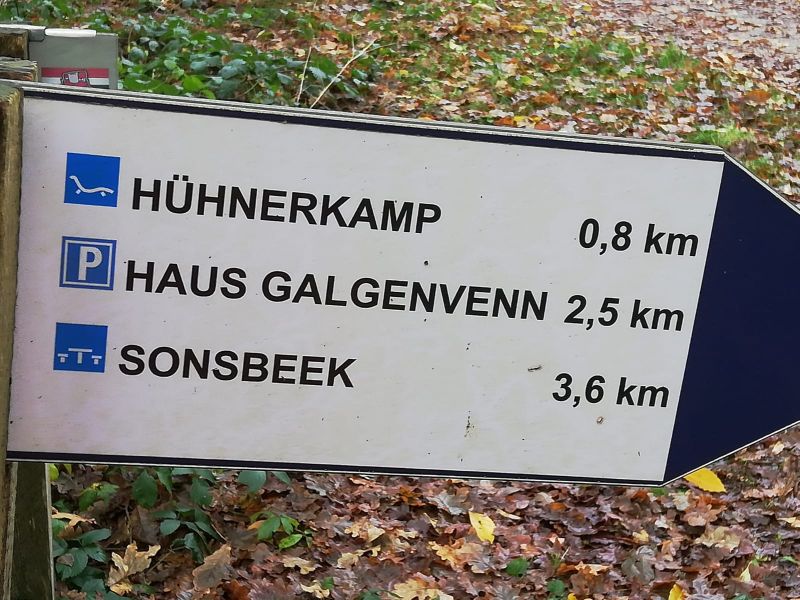 HÜHNERKAMP 0,8 km
P HAUS GALGENVENN 2,5 km
SONSBEEK 3,6 km